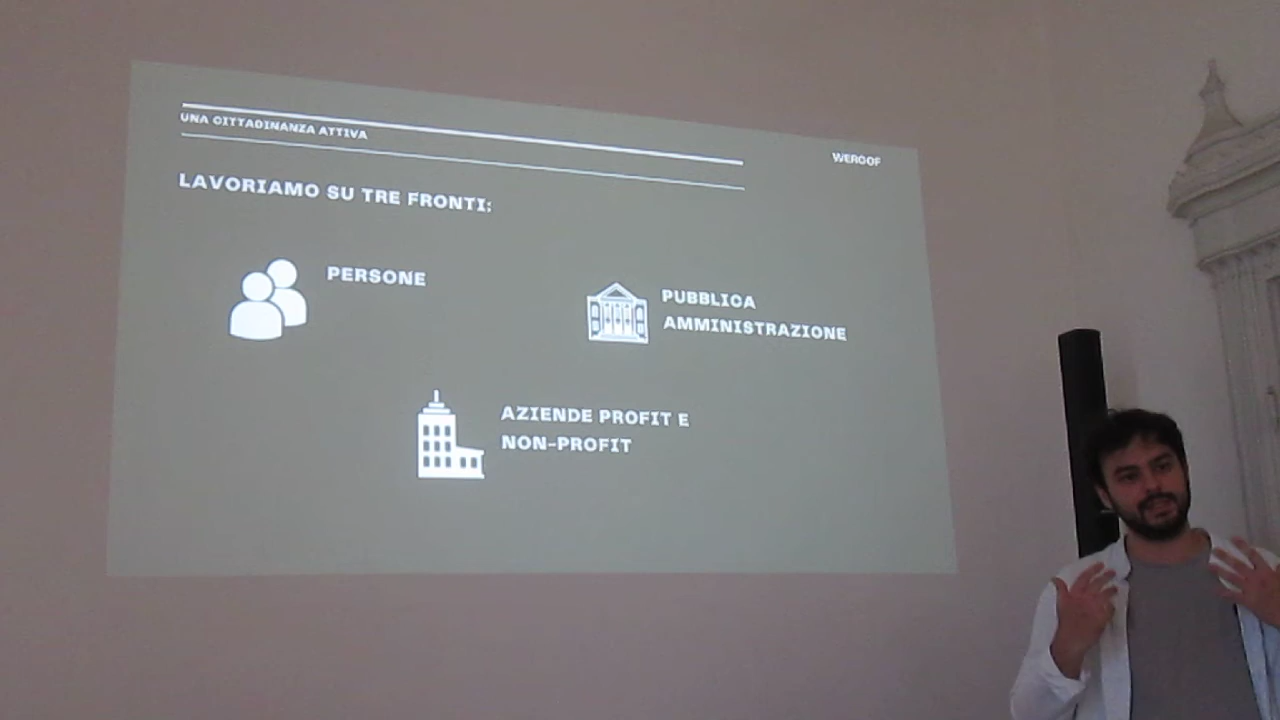 UNA CITTADINANZA ATTIVA
WEROOF
LAVORIAMO SU TRE FRONTI:
PERSONE
PUBBLICA
AMMINISTRAZIONE
AZIENDE PROFIT E
NON-PROFIT